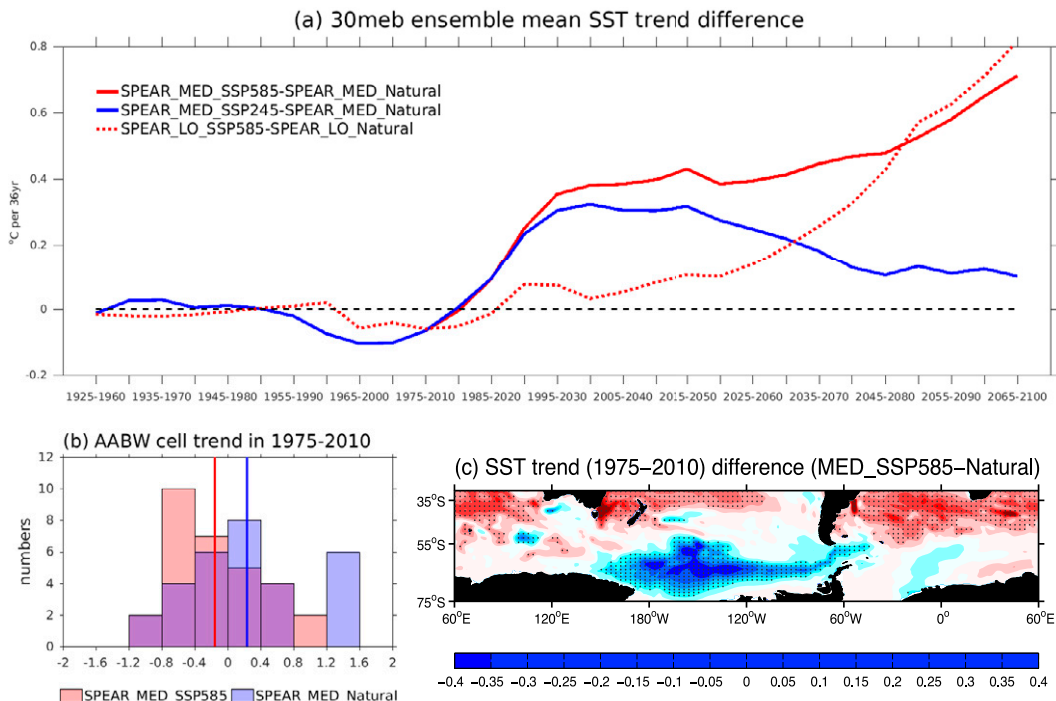 (a) 30meb ensemble mean SST trend difference
0.8
0.6
0.4
0.2
0
-0.2
°C per 36yr
SPEAR_MED_SSP585-SPEAR_MED_Natural
SPEAR_MED_SSP245-SPEAR_MED_Natural
SPEAR_LO_SSP585-SPEAR_LO_Natural
1925-1960 1935-1970 1945-1980 1955-1990 1965-2000 1975-2010 1985-2020 1995-2030 2005-2040 2015-2050 2025-2060 2035-2070 2045-2080 2055-2090 2065-2100
(b) AABW cell trend in 1975-2010
12
10
8
6
4
2
0
numbers
-2 -1.6 -1.2 -0.8 -0.4 0 0.4 0.8 1.2 1.6 2
SPEAR_MED_SSP585 SPEAR_MED_Natural
(c) SST trend (1975−2010) difference (MED_SSP585−Natural)
35°S
55°S
75°S
60°E 120°E 180°W 120°W 60°W 0° 60°E
−0.4 −0.35 −0.3 −0.25 −0.2 −0.15 −0.1 −0.05 0 0.05 0.1 0.15 0.2 0.25 0.3 0.35 0.4